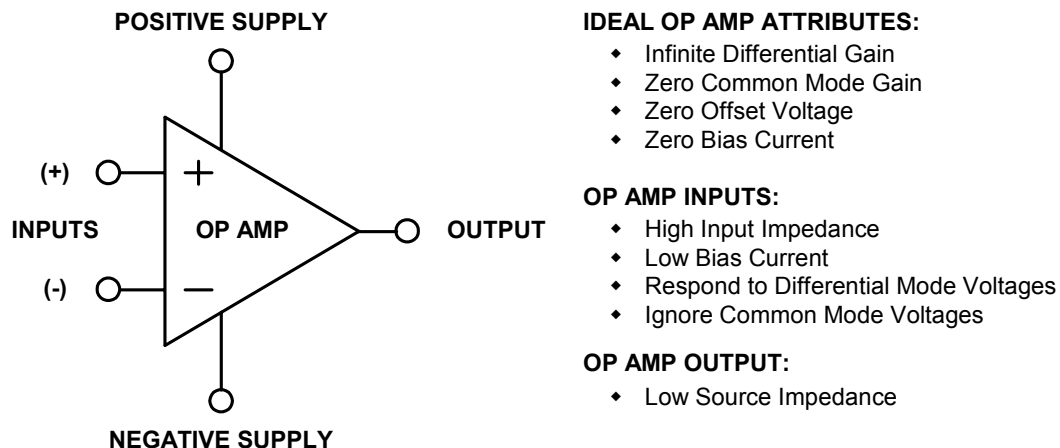 POSITIVE SUPPLY
(+)
+
INPUTS
OP AMP
OUTPUT
(-)
−
NEGATIVE SUPPLY
IDEAL OP AMP ATTRIBUTES:
◆ Infinite Differential Gain
◆ Zero Common Mode Gain
◆ Zero Offset Voltage
◆ Zero Bias Current
OP AMP INPUTS:
◆ High Input Impedance
◆ Low Bias Current
◆ Respond to Differential Mode Voltages
◆ Ignore Common Mode Voltages
OP AMP OUTPUT:
◆ Low Source Impedance